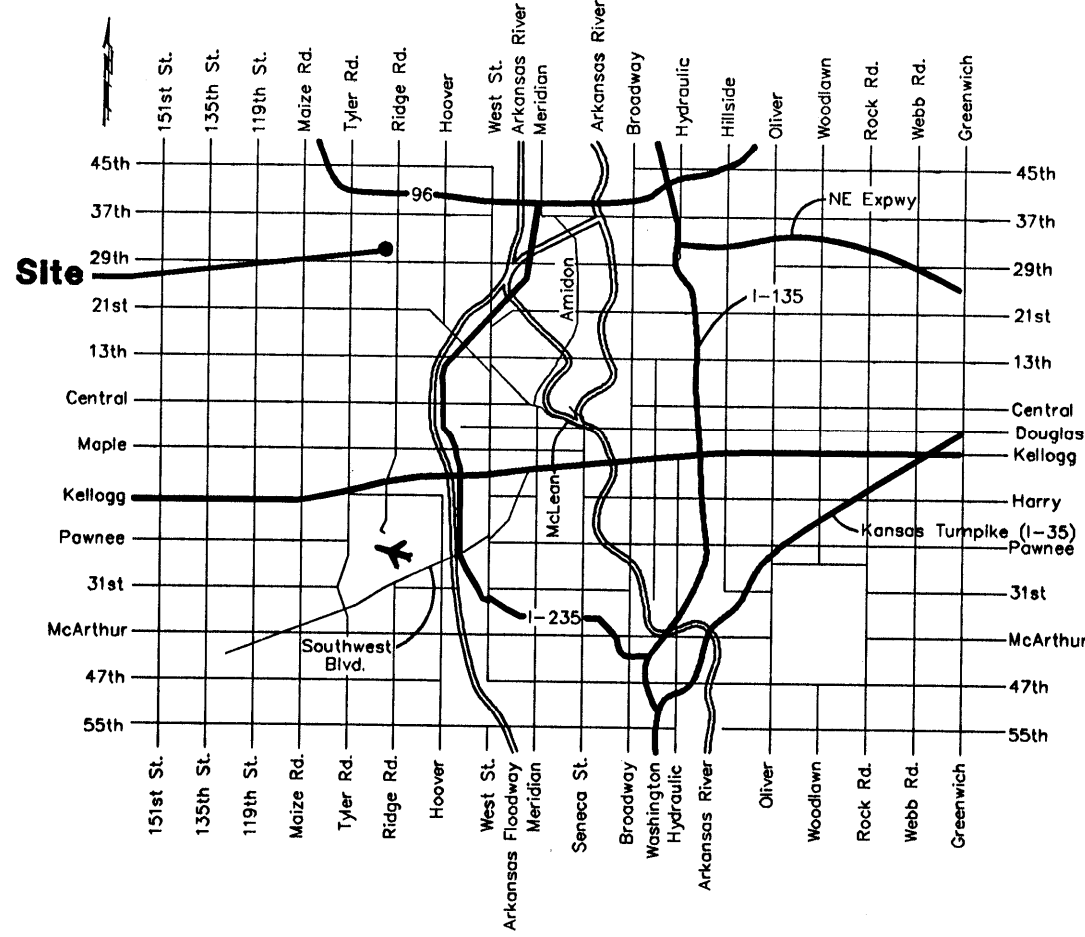 151st St.
135th St.
119th St.
Maize Rd.
Tyler Rd.
Ridge Rd.
Hoover
West St.
Arkansas River
Meridian
Arkansas River
Broadway
Hydraulic
Hillside
Oliver
Woodlawn
Rock Rd.
Webb Rd.
Greenwich
45th
45th
96
NE Expwy
37th
37th
29th
29th
Site
Amidon
I-135
21st
21st
13th
13th
Central
Central
Douglas
Maple
Kellogg
McLean
Kellogg
Harry
Kansas Turnpike (I-35)
Pawnee
Pawnee
31st
31st
I-235
McArthur
McArthur
Southwest
Blvd.
47th
47th
55th
55th
151st St.
135th St.
119th St.
Maize Rd.
Tyler Rd.
Ridge Rd.
Hoover
West St.
Arkansas Floodway
Meridian
Seneca St.
Broadway
Washington
Hydraulic
Arkansas River
Oliver
Woodlawn
Rock Rd.
Webb Rd.
Greenwich